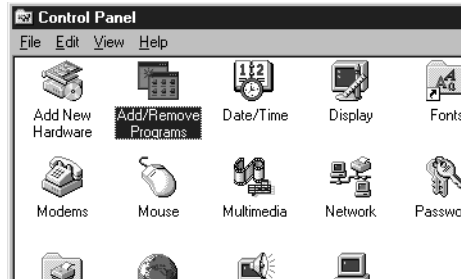 Control Panel
File Edit View Help
Add New Add/Remove Date/Time Display Fonts
Hardware Programs
Modems Mouse Multimedia Network Passwo